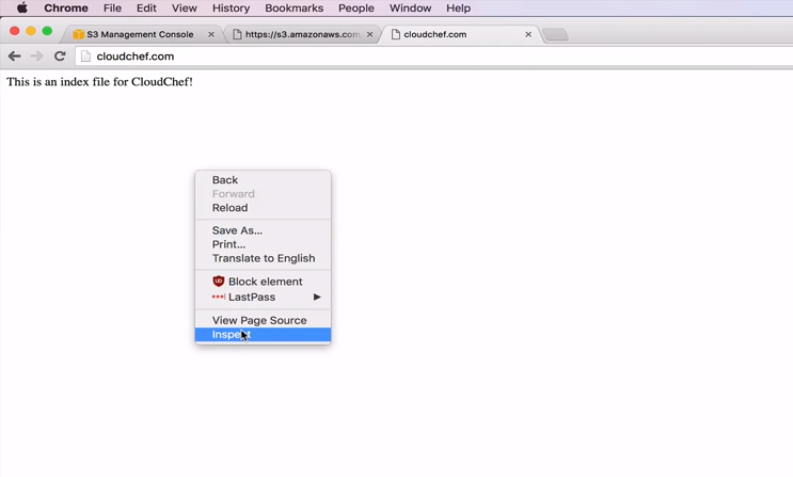 Chrome File Edit View History Bookmarks People Window Help
S3 Management Console × https://s3.amazonaws.com × cloudchef.com ×
cloudchef.com
This is an index file for CloudChef!
Back
Forward
Reload
Save As...
Print...
Translate to English
Block element
LastPass
View Page Source
Inspect